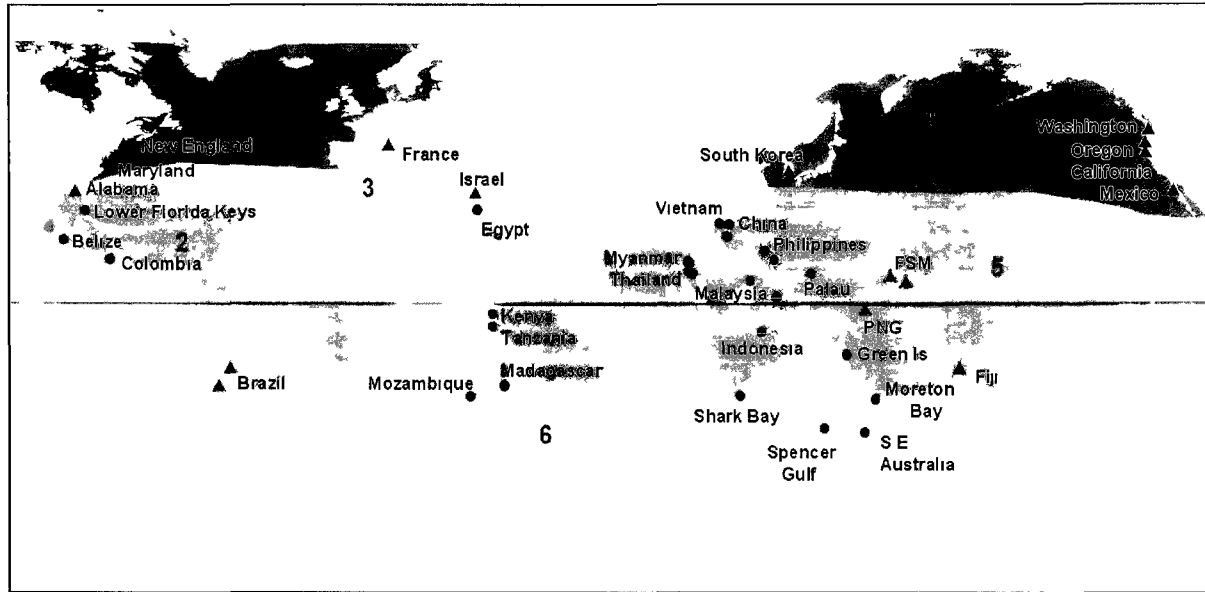 New England
Maryland
Alabama
Lower Florida Keys
2
Belize
Colombia
3
France
Israel
Egypt
Brazil
South Korea
Vietnam
China
Philippines
Myanmar
Thailand
Malaysia
Palau
FSM
5
Washington
Oregon
California
Mexico
Kenya
Tanzania
Madagascar
Mozambique
6
Indonesia
PNG
Green Is
Fiji
Moreton
Bay
Shark Bay
Spencer
Gulf
S E
Australia